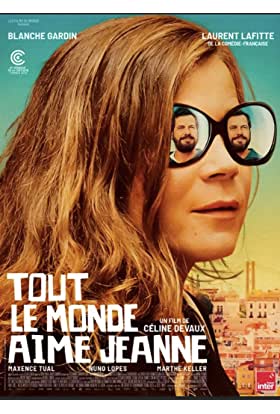 BLANCHE GARDIN
LAURENT LAFITTE
DE LA COMÉDIE-FRANÇAISE
TOUT
LE MONDE
AIME JEANNE
UN FILM DE
CÉLINE DEVAUX
MAXENCE TUAL
NUNO LOPES
MARTHE KELLER
france
inter